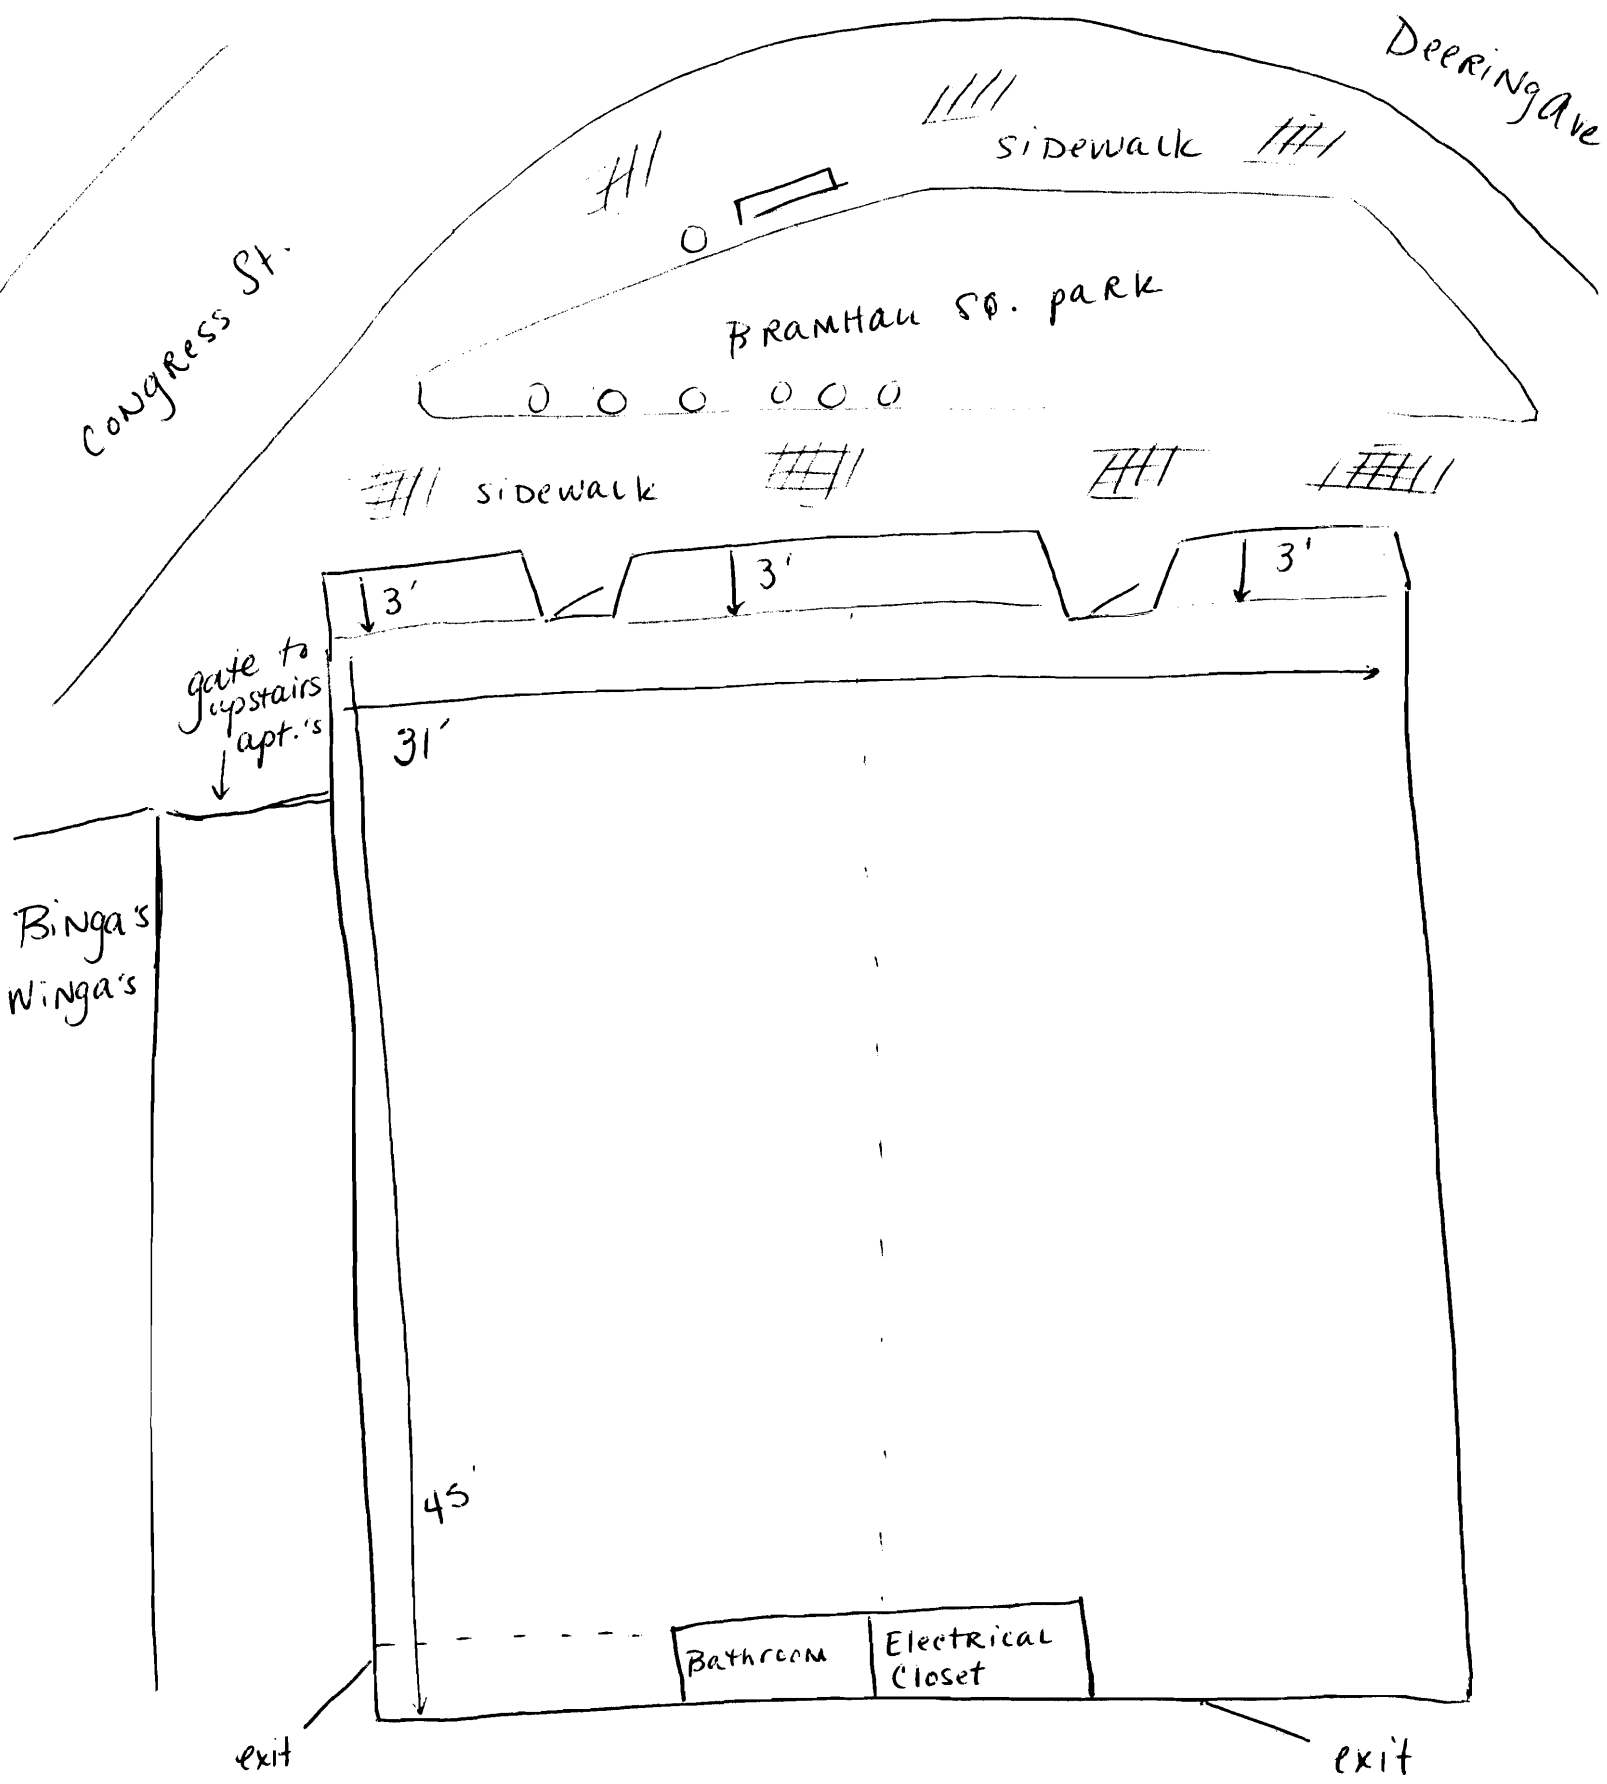 Deering Ave
sidewalk
Congress St.
Bramhall Sq. Park
sidewalk
3'
3'
3'
gate to
upstairs
apt.'s
31'
Binga's
Winga's
45'
Bathroom
Electrical
Closet
exit
exit